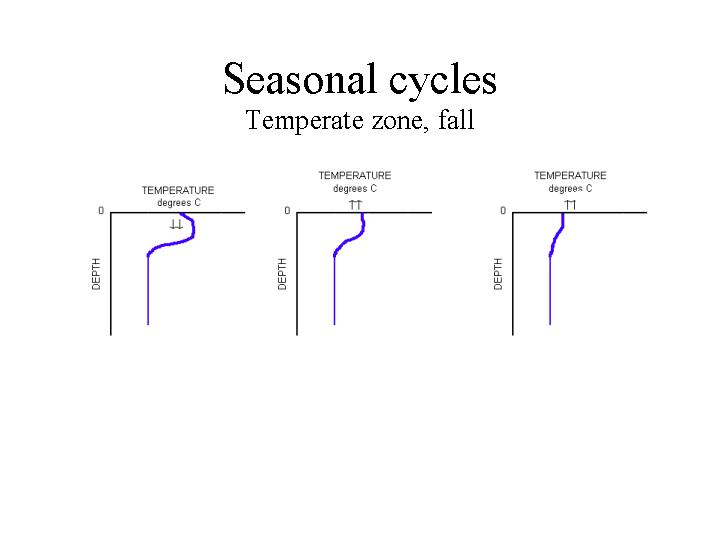 Seasonal cycles
Temperate zone, fall
TEMPERATURE
degrees C
0
↓↓
DEPTH
TEMPERATURE
degrees C
↑↑
0
DEPTH
TEMPERATURE
degrees C
↑↑
0
DEPTH